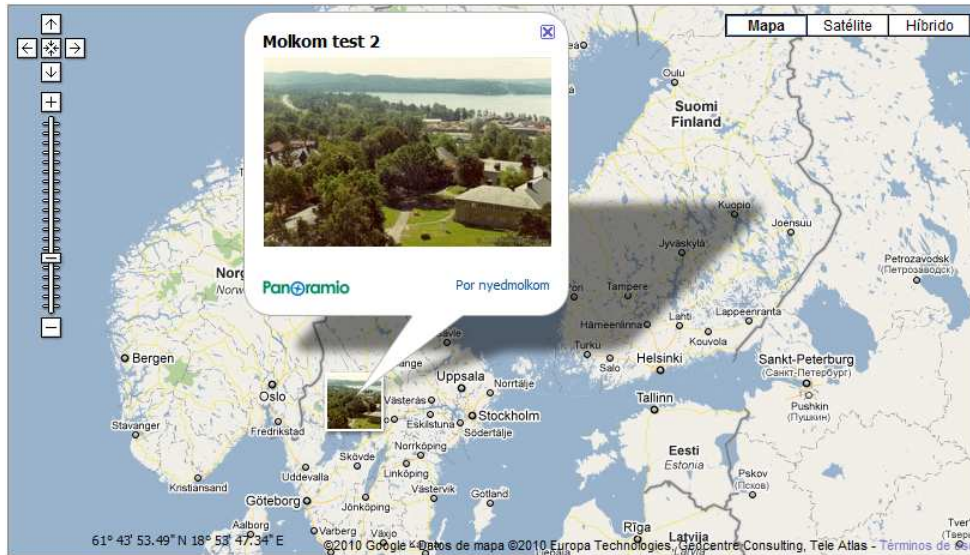 Molkom test 2
Panoramio
Por nyedmolkom
Mapa
Satélite
Híbrido
Oulu
Suomi
Finland
Kuopio
Joensuu
Jyväskylä
Petrozavodsk
(Петрозаводск)
Norg
Norw
Tampere
Lappeenranta
Hämeenlinna
Lahti
Kouvola
Turku
Salo
Helsinki
Sankt-Peterburg
(Санкт-Петербург)
Pushkin
(Пушкин)
Bergen
Oslo
Uppsala
Norrtälje
Västerås
Stockholm
Eskilstuna
Södertälje
Tallinn
Stavanger
Fredrikstad
Norrköping
Eesti
Estonia
Skövde
Linköping
Uddevalla
Pskov
(Псков)
Kristiansand
Västervik
Gotland
Göteborg
Jönköping
Aalborg
Varberg
Växjo
Rīga
Latvija
61° 43' 53.49" N 18° 53' 47.34" E
©2010 Google - Datos de mapa ©2010 Europa Technologies, Geocentre Consulting, Tele Atlas - Términos de